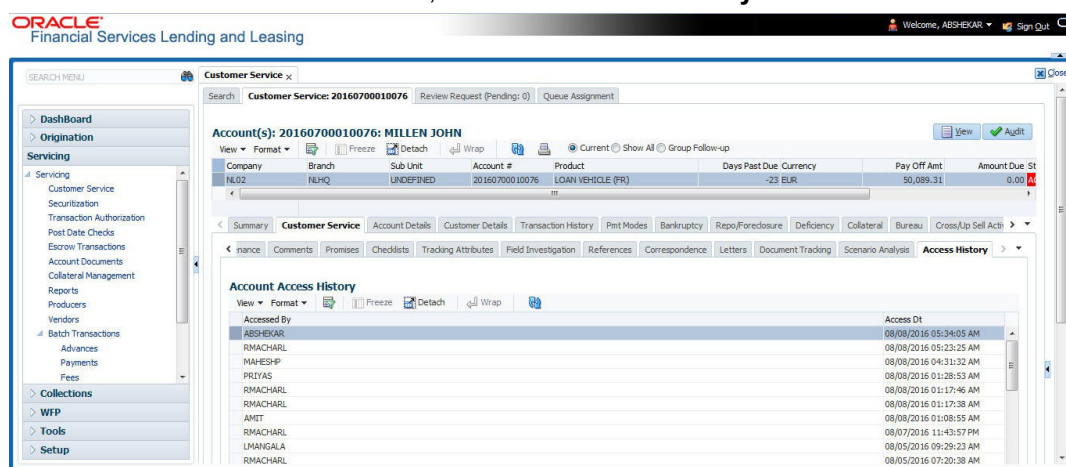 ORACLE
Financial Services Lending and Leasing
Welcome, ABSHEKAR Sign Out
SEARCH MENU
Customer Service x
Close
Search Customer Service: 20160700010076 Review Request (Pending: 0) Queue Assignment
DashBoard
Origination
Servicing
Servicing
Customer Service
Securitization
Transaction Authorization
Post Date Checks
Escrow Transactions
Account Documents
Collateral Management
Reports
Producers
Vendors
Batch Transactions
Advances
Payments
Fees
Collections
WFP
Tools
Setup
Account(s): 20160700010076: MILLEN JOHN
View Audit
View Format Freeze Detach Wrap Current Show All Group Follow-up
Company Branch Sub Unit Account # Product Days Past Due Currency Pay Off Amt Amount Due St
NL02 NLHQ UNDEFINED 20160700010076 LOAN VEHICLE (FR) -23 EUR 50,089.31 0.00
Summary Customer Service Account Details Customer Details Transaction History Pmt Modes Bankruptcy Repo/Foreclosure Deficiency Collateral Bureau Cross/Up Sell Activ
nance Comments Promises Checklists Tracking Attributes Field Investigation References Correspondence Letters Document Tracking Scenario Analysis Access History
Account Access History
View Format Freeze Detach Wrap
Accessed By Access Dt
ABSHEKAR 08/08/2016 05:34:05 AM
RMACHARL 08/08/2016 05:23:25 AM
MAHESHP 08/08/2016 04:31:32 AM
PRIYAS 08/08/2016 01:28:53 AM
RMACHARL 08/08/2016 01:17:46 AM
RMACHARL 08/08/2016 01:17:38 AM
AMIT 08/08/2016 01:08:55 AM
RMACHARL 08/07/2016 11:43:57 PM
LMANGALA 08/05/2016 09:29:23 AM
RMACHARL 08/05/2016 07:20:38 AM